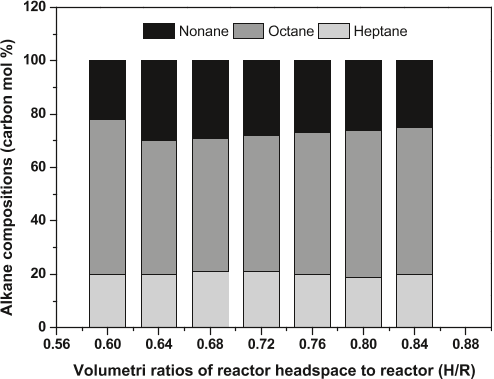 120
Nonane Octane Heptane
100
80
60
40
20
0
0.56 0.60 0.64 0.68 0.72 0.76 0.80 0.84 0.88
Alkane compositions (carbon mol %)
Volumetri ratios of reactor headspace to reactor (H/R)